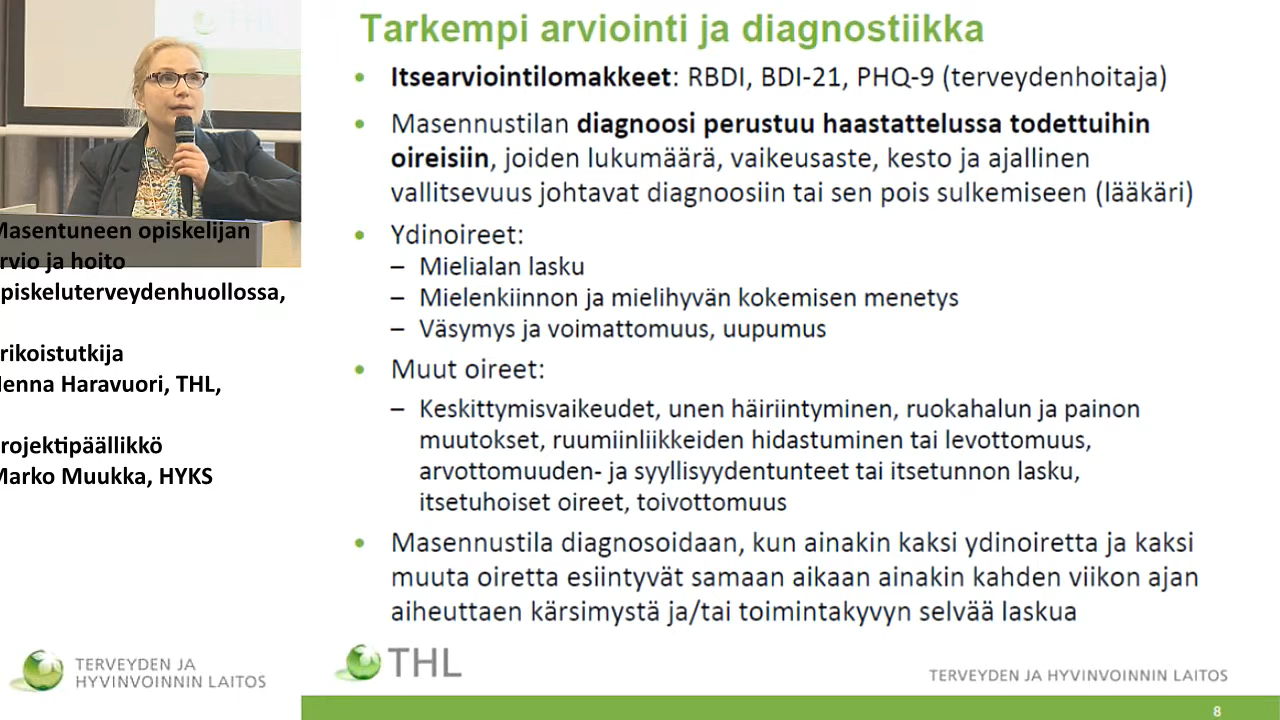 THL
Masentuneen opiskelijan
rvio ja hoito
piskeluterveydenhuollossa,
rikoistutkija
Henna Haravuori, THL,
rojektipäällikkö
Marko Muukka, HYKS
TERVEYDEN JA
HYVINVOINNIN LAITOS
Tarkempi arviointi ja diagnostiikka
• Itsearviointilomakkeet: RBDI, BDI-21, PHQ-9 (terveydenhoitaja)
• Masennustilan diagnoosi perustuu haastattelussa todettuihin
oireisiin, joiden lukumäärä, vaikeusaste, kesto ja ajallinen
vallitsevuus johtavat diagnoosiin tai sen pois sulkemiseen (lääkäri)
• Ydinoireet:
– Mielialan lasku
– Mielenkiinnon ja mielihyvän kokemisen menetys
– Väsymys ja voimattomuus, uupumus
• Muut oireet:
– Keskittymisvaikeudet, unen häiriintyminen, ruokahalun ja painon
muutokset, ruumiinliikkeiden hidastuminen tai levottomuus,
arvottomuuden- ja syyllisyydentunteet tai itsetunnon lasku,
itsetuhoiset oireet, toivottomuus
• Masennustila diagnosoidaan, kun ainakin kaksi ydinoiretta ja kaksi
muuta oiretta esiintyvät samaan aikaan ainakin kahden viikon ajan
aiheuttaen kärsimystä ja/tai toimintakyvyn selvää laskua
THL
TERVEYDEN JA HYVINVOINNIN LAITOS
8